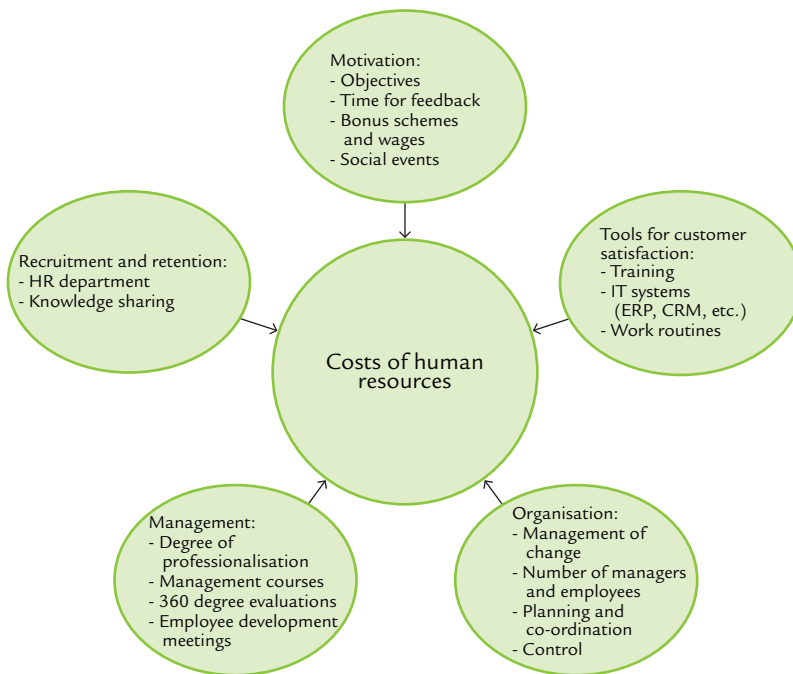 Motivation:
- Objectives
- Time for feedback
- Bonus schemes
and wages
- Social events
Recruitment and retention:
- HR department
- Knowledge sharing
Tools for customer
satisfaction:
- Training
- IT systems
(ERP, CRM, etc.)
- Work routines
Costs of human
resources
Management:
- Degree of
professionalisation
- Management courses
- 360 degree evaluations
- Employee development
meetings
Organisation:
- Management of
change
- Number of managers
and employees
- Planning and
co-ordination
- Control